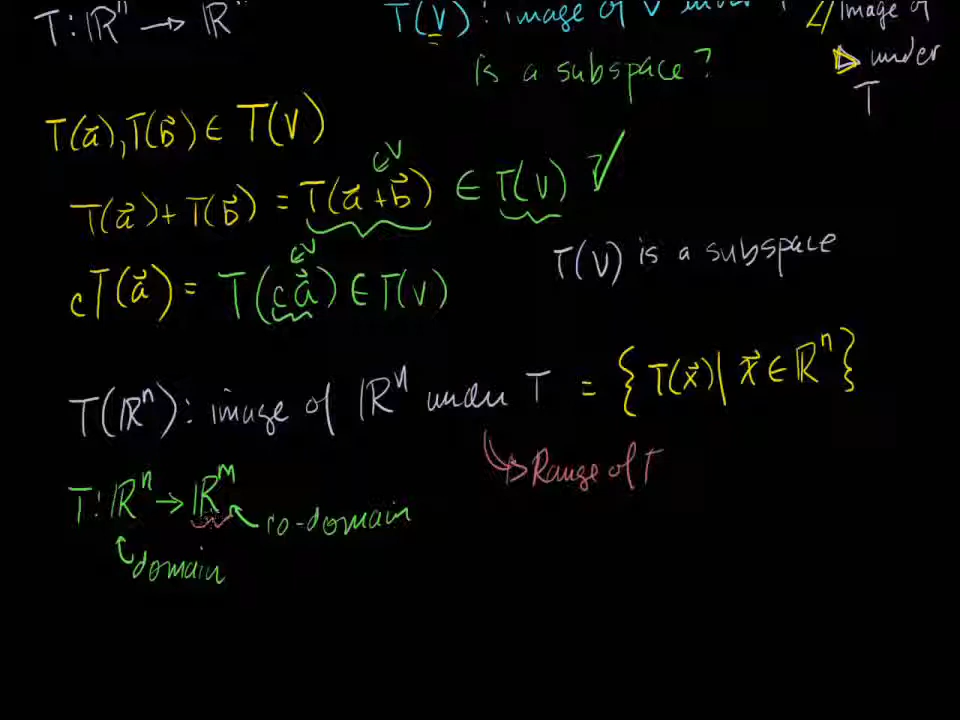 T: ℝⁿ → ℝ
T(V): image of V under T
image of
is a subspace?
under
T
T(a⃗), T(b⃗) ∈ T(V)
∈V
T(a⃗) + T(b⃗) = T(a⃗ + b⃗) ∈ T(V) ✓
∈V
T(V) is a subspace
cT(a⃗) = T(ca⃗) ∈ T(V)
T(ℝⁿ): image of ℝⁿ under T = {T(x⃗) | x⃗ ∈ ℝⁿ}
Range of T
T: ℝⁿ → ℝᵐ
co-domain
domain